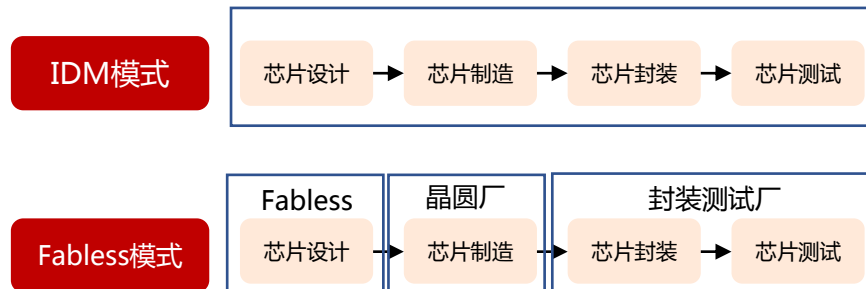 IDM模式
芯片设计
芯片制造
芯片封装
芯片测试
Fabless
晶圆厂
封装测试厂
Fabless模式
芯片设计
芯片制造
芯片封装
芯片测试